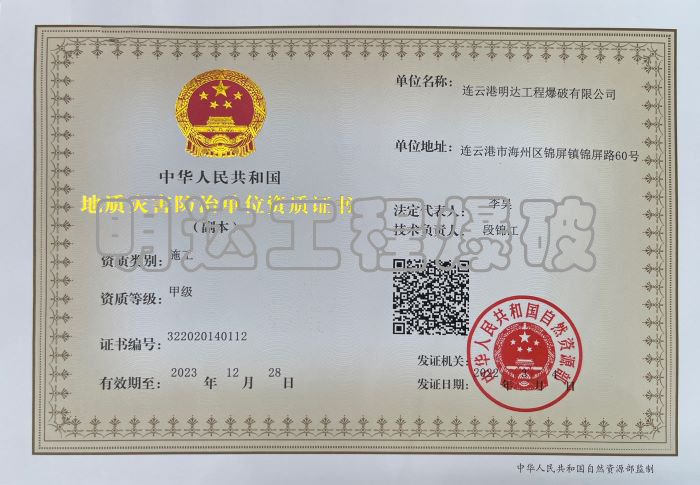 中华人民共和国
地质灾害防治单位资质证书
(副本)
资质类别: 施工
资质等级: 甲级
证书编号: 322020140112
有效期至: 2023 年 12 月 28 日
单位名称: 连云港明达工程爆破有限公司
单位地址: 连云港市海州区锦屏镇锦屏路60号
法定代表人: 李昊
技术负责人: 段锦江
明达工程爆破
发证机关:
发证日期: 2022 年 月 日
中华人民共和国自然资源部
中华人民共和国自然资源部监制